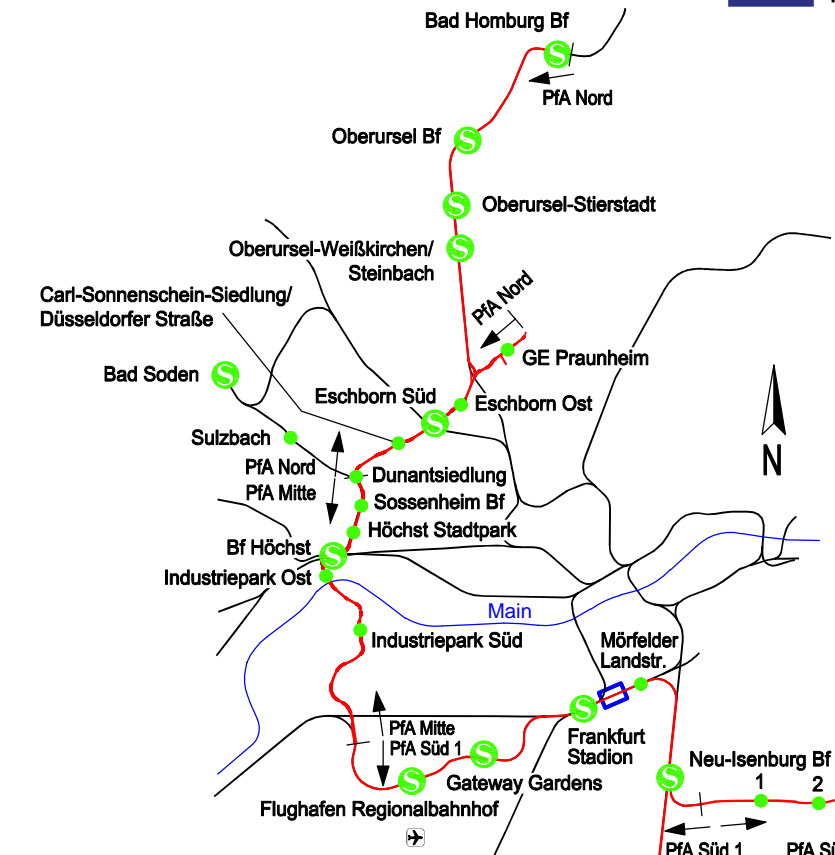 Bad Homburg Bf
PfA Nord
Oberursel Bf
Oberursel-Stierstadt
Oberursel-Weißkirchen/
Steinbach
Carl-Sonnenschein-Siedlung/
Düsseldorfer Straße
PfA Nord
GE Praunheim
Bad Soden
Eschborn Süd
Eschborn Ost
Sulzbach
PfA Nord
PfA Mitte
Dunantsiedlung
Sossenheim Bf
Höchst Stadtpark
N
Bf Höchst
Industriepark Ost
Main
Industriepark Süd
Mörfelder
Landstr.
PfA Mitte
PfA Süd 1
Frankfurt
Stadion
Gateway Gardens
Flughafen Regionalbahnhof
Neu-Isenburg Bf
1
2
PfA Süd 1
PfA Sü